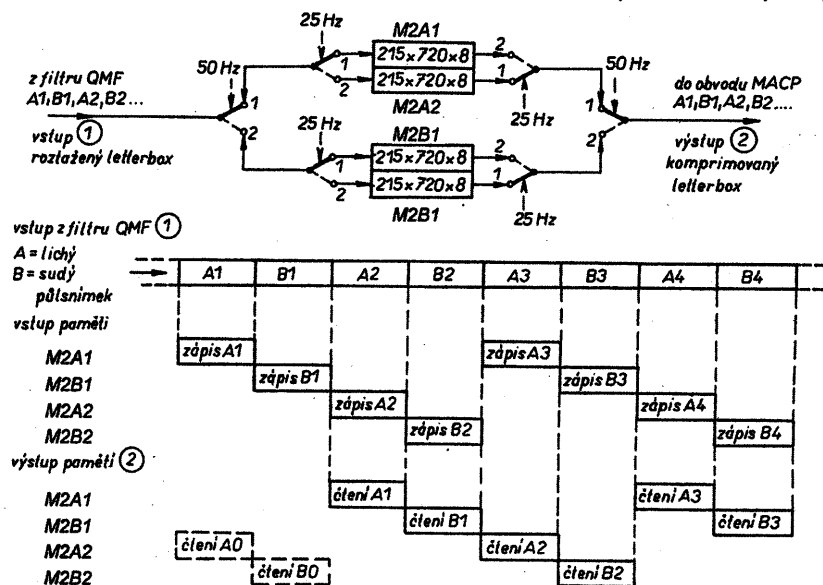 25 Hz M2A1 25 Hz
50 Hz 1 215×720×8 2 50 Hz
z filtru QMF 2 215×720×8 1 do obvodu MACP
A1,B1,A2,B2... 1 M2A2 25 Hz 1 A1,B1,A2,B2....
vstup 1 2 25 Hz M2B1 2 výstup 2
roztažený letterbox 1 215×720×8 2 komprimovaný
2 215×720×8 1 letterbox
M2B1 25 Hz
vstup z filtru QMF 1
A = lichý
B = sudý
půlsnímek
A1 B1 A2 B2 A3 B3 A4 B4
vstup paměti
M2A1 zápis A1 zápis A3
M2B1 zápis B1 zápis B3
M2A2 zápis A2 zápis A4
M2B2 zápis B2 zápis B4
výstup pamětí 2
M2A1 čtení A1 čtení A3
M2B1 čtení B1 čtení B3
M2A2 čtení A0 čtení A2
M2B2 čtení B0 čtení B2